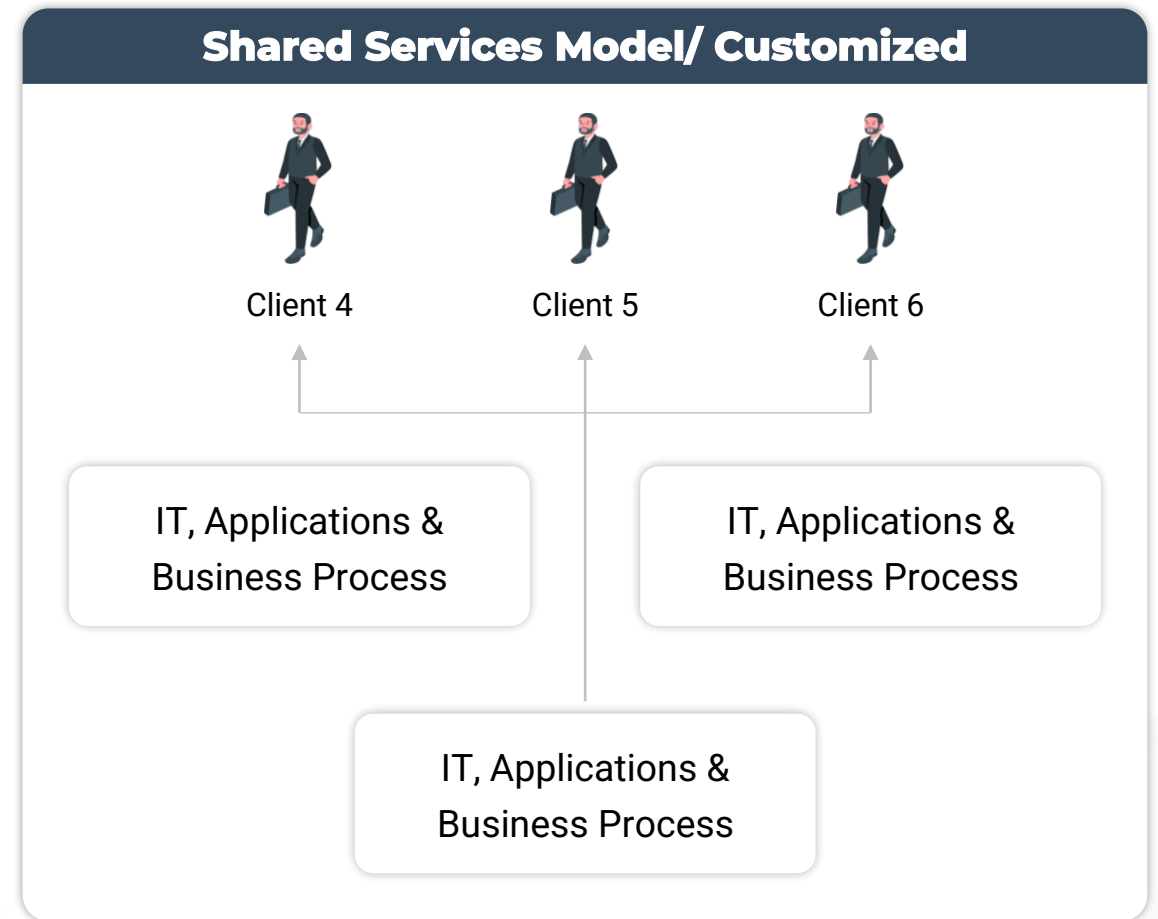 Shared Services Model/ Customized
Client 4
Client 5
Client 6
IT, Applications &
Business Process
IT, Applications &
Business Process
IT, Applications &
Business Process